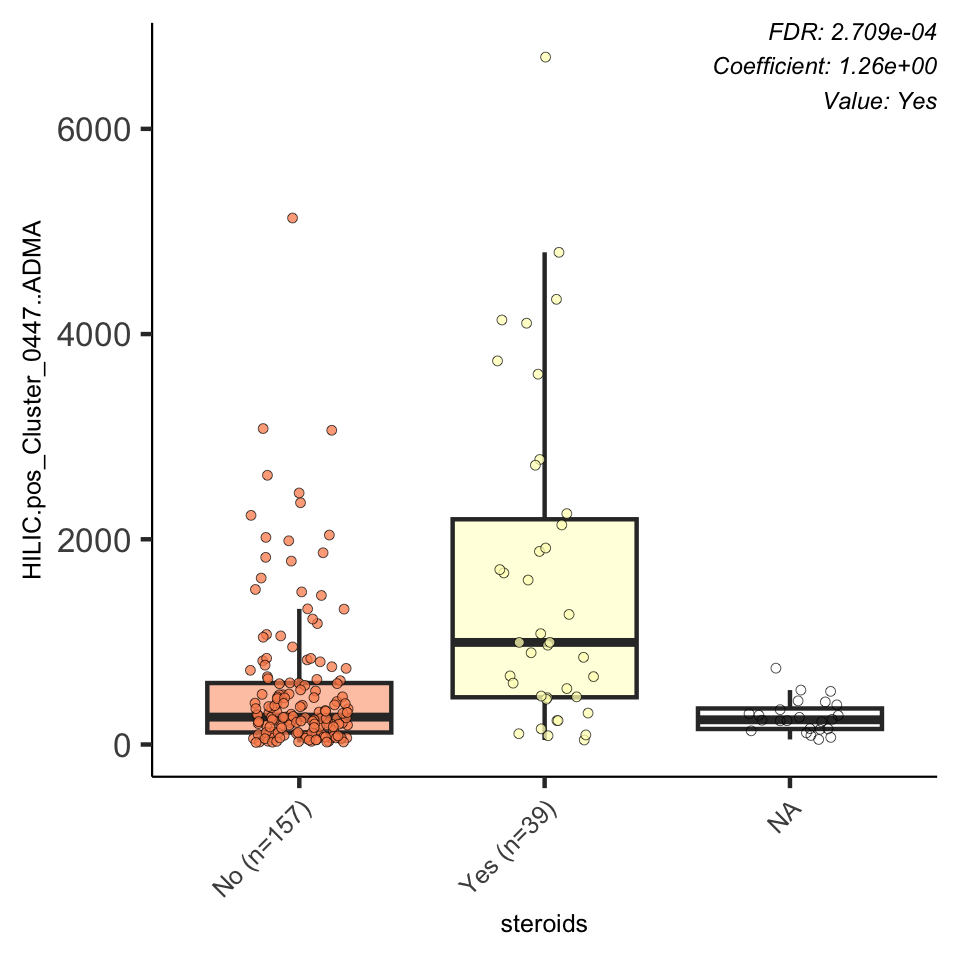 FDR: 2.709e-04
Coefficient: 1.26e+00
Value: Yes
HILIC.pos_Cluster_0447..ADMA
6000
4000
2000
0
No (n=157)
Yes (n=39)
NA
steroids